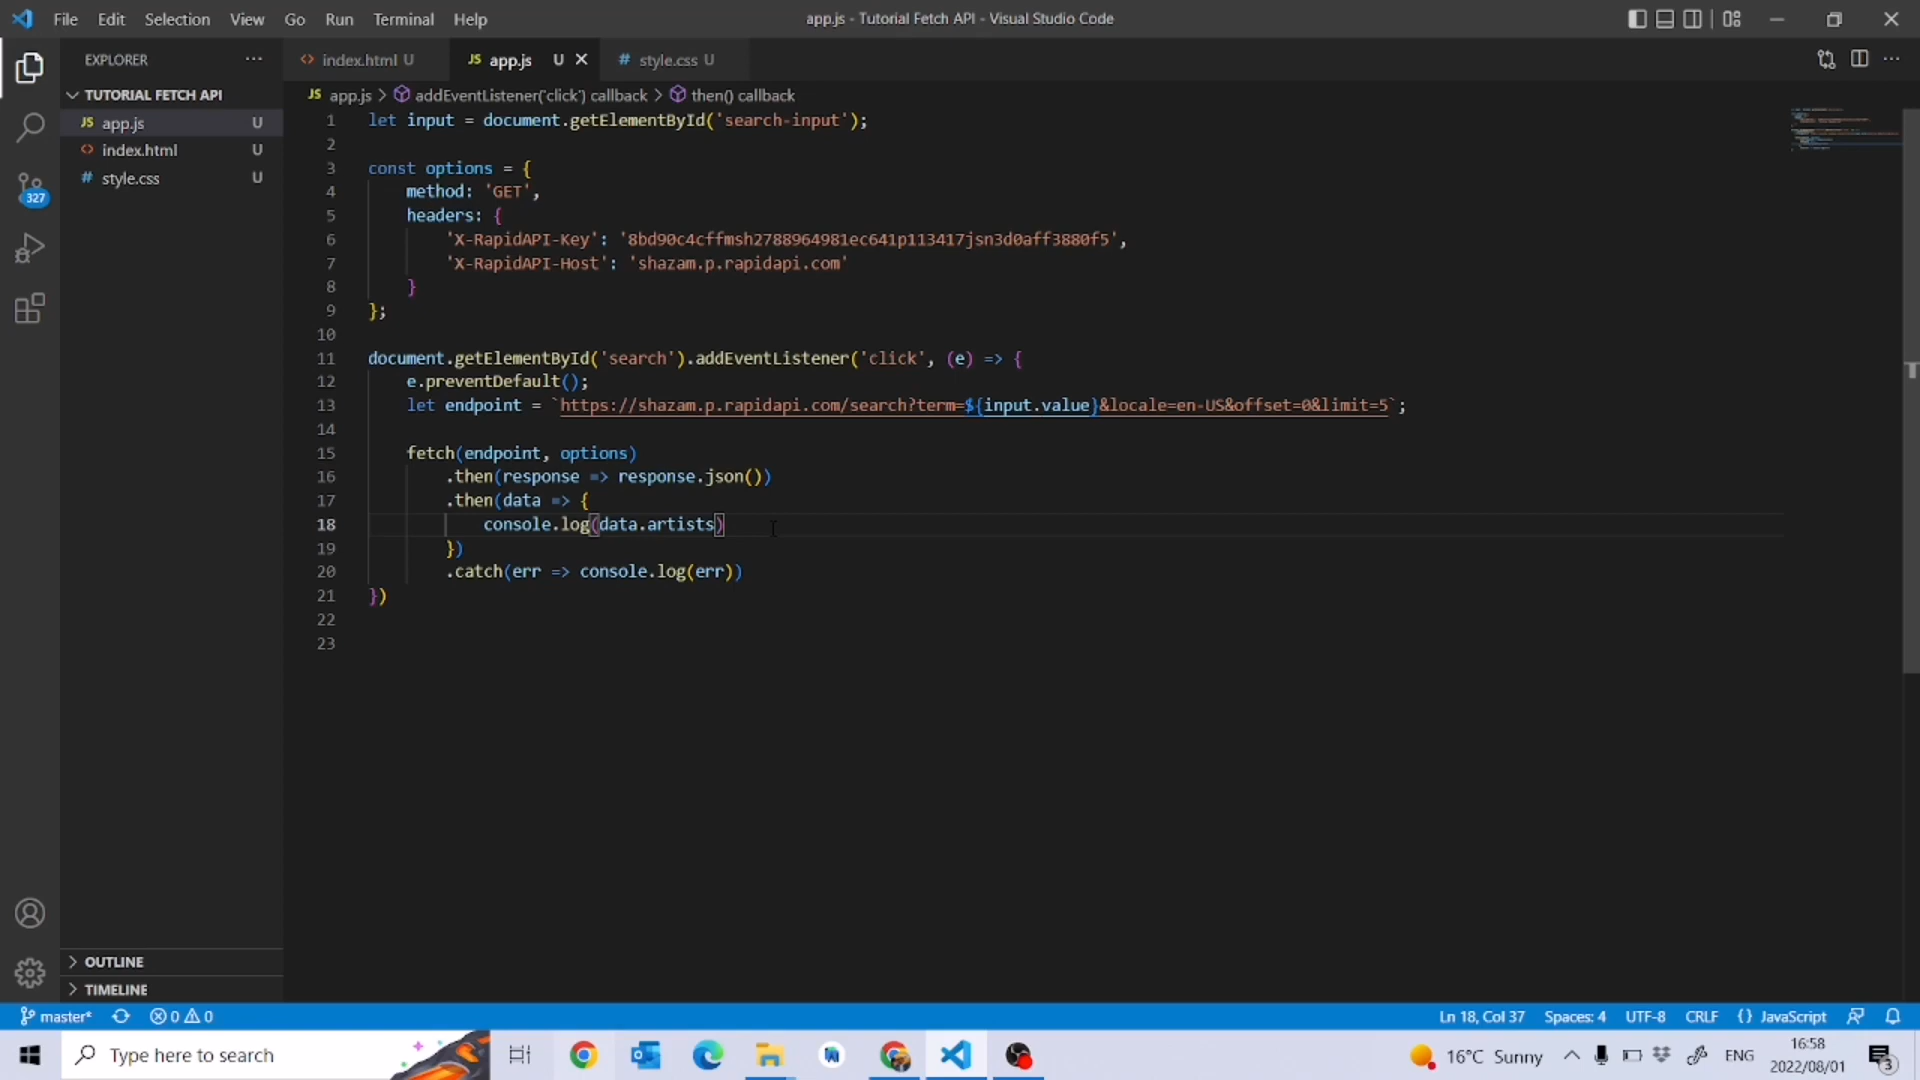 File Edit Selection View Go Run Terminal Help
app.js - Tutorial Fetch API - Visual Studio Code
EXPLORER
TUTORIAL FETCH API
JS app.js U
<> index.html U
# style.css U
327
<> index.html U
JS app.js U
# style.css U
JS app.js > addEventListener('click') callback > then() callback
1 let input = document.getElementById('search-input');
2
3 const options = {
4 method: 'GET',
5 headers: {
6 'X-RapidAPI-Key': '8bd90c4cffmsh2788964981ec641p113417jsn3d0aff3880f5',
7 'X-RapidAPI-Host': 'shazam.p.rapidapi.com'
8 }
9 };
10
11 document.getElementById('search').addEventListener('click', (e) => {
12 e.preventDefault();
13 let endpoint = `https://shazam.p.rapidapi.com/search?term=${input.value}&locale=en-US&offset=0&limit=5`;
14
15 fetch(endpoint, options)
16 .then(response => response.json())
17 .then(data => {
18 console.log(data.artists)
19 })
20 .catch(err => console.log(err))
21 })
22
23
OUTLINE
TIMELINE
master* 0 0
Ln 18, Col 37 Spaces: 4 UTF-8 CRLF {} JavaScript
Type here to search
16°C Sunny
ENG
16:58
2022/08/01
3